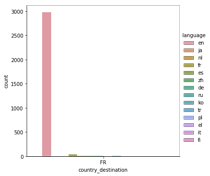 3000
2500
2000
1500
1000
500
0
count
FR
country_destination
language
en
ja
nl
fr
es
zh
de
ru
ko
tr
pl
el
it
fi